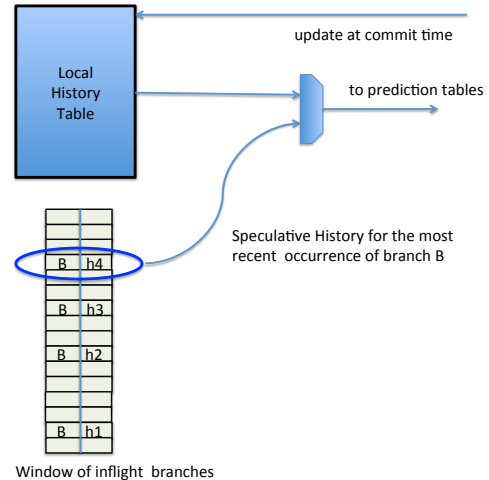 update at commit time
Local
History
Table
to prediction tables
Speculative History for the most
recent occurrence of branch B
B h4
B h3
B h2
B h1
Window of inflight branches